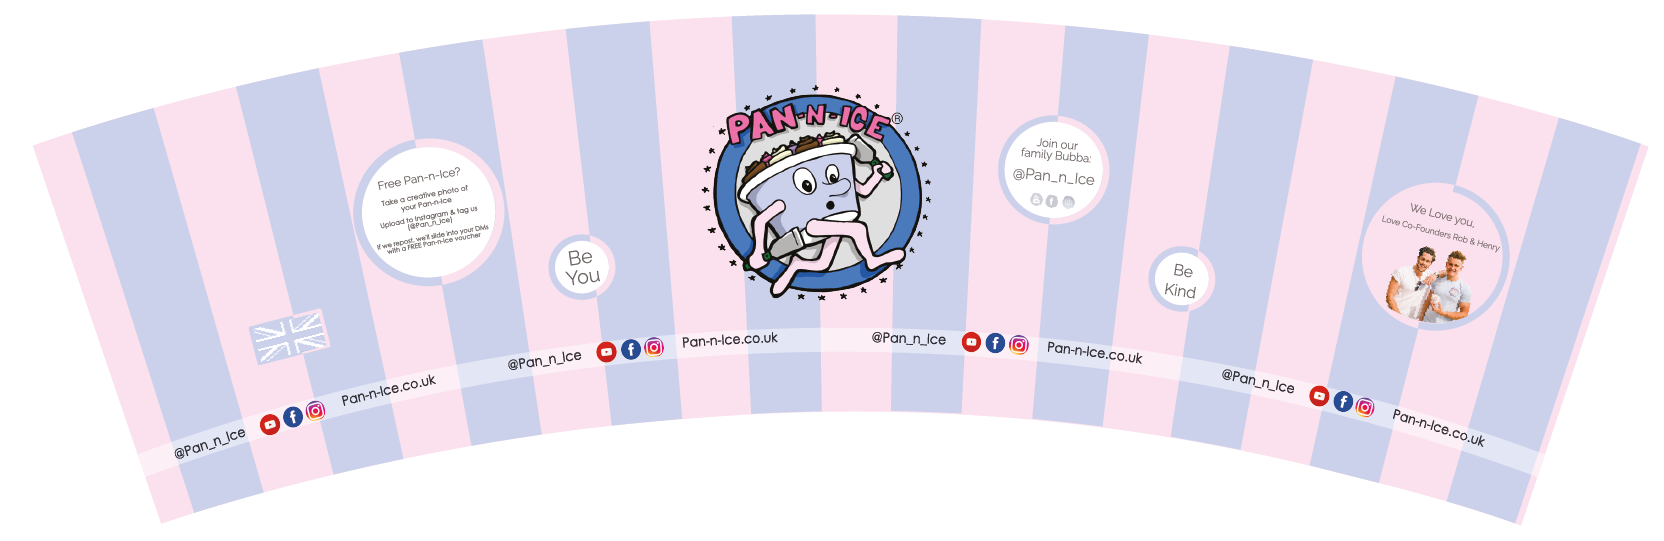 Free Pan-n-Ice?
Take a creative photo of
your Pan-n-Ice
Upload to Instagram & tag us
(@Pan_n_Ice)
If we repost, we'll slide into your DMs
with a FREE Pan-n-Ice voucher
Be
You
PAN-N-ICE®
Join our
family Bubba:
@Pan_n_Ice
Be
Kind
We Love you,
Love Co-Founders Rob & Henry
@Pan_n_Ice
Pan-n-Ice.co.uk
@Pan_n_Ice
Pan-n-Ice.co.uk
@Pan_n_Ice
Pan-n-Ice.co.uk
@Pan_n_Ice
Pan-n-Ice.co.uk